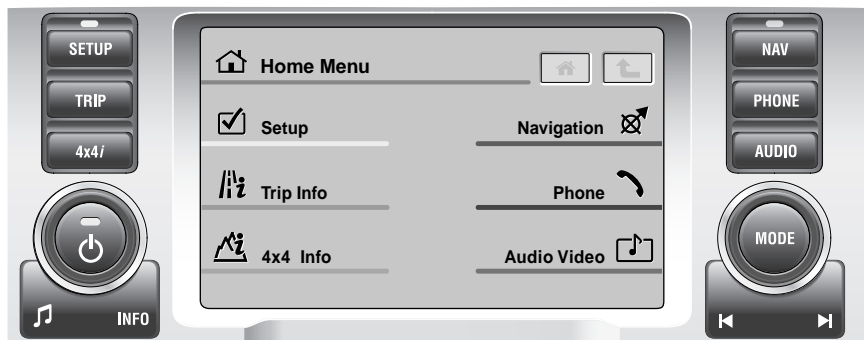 SETUP
TRIP
4x4i
INFO
Home Menu
Setup
Trip Info
4x4 Info
Navigation
Phone
Audio Video
NAV
PHONE
AUDIO
MODE